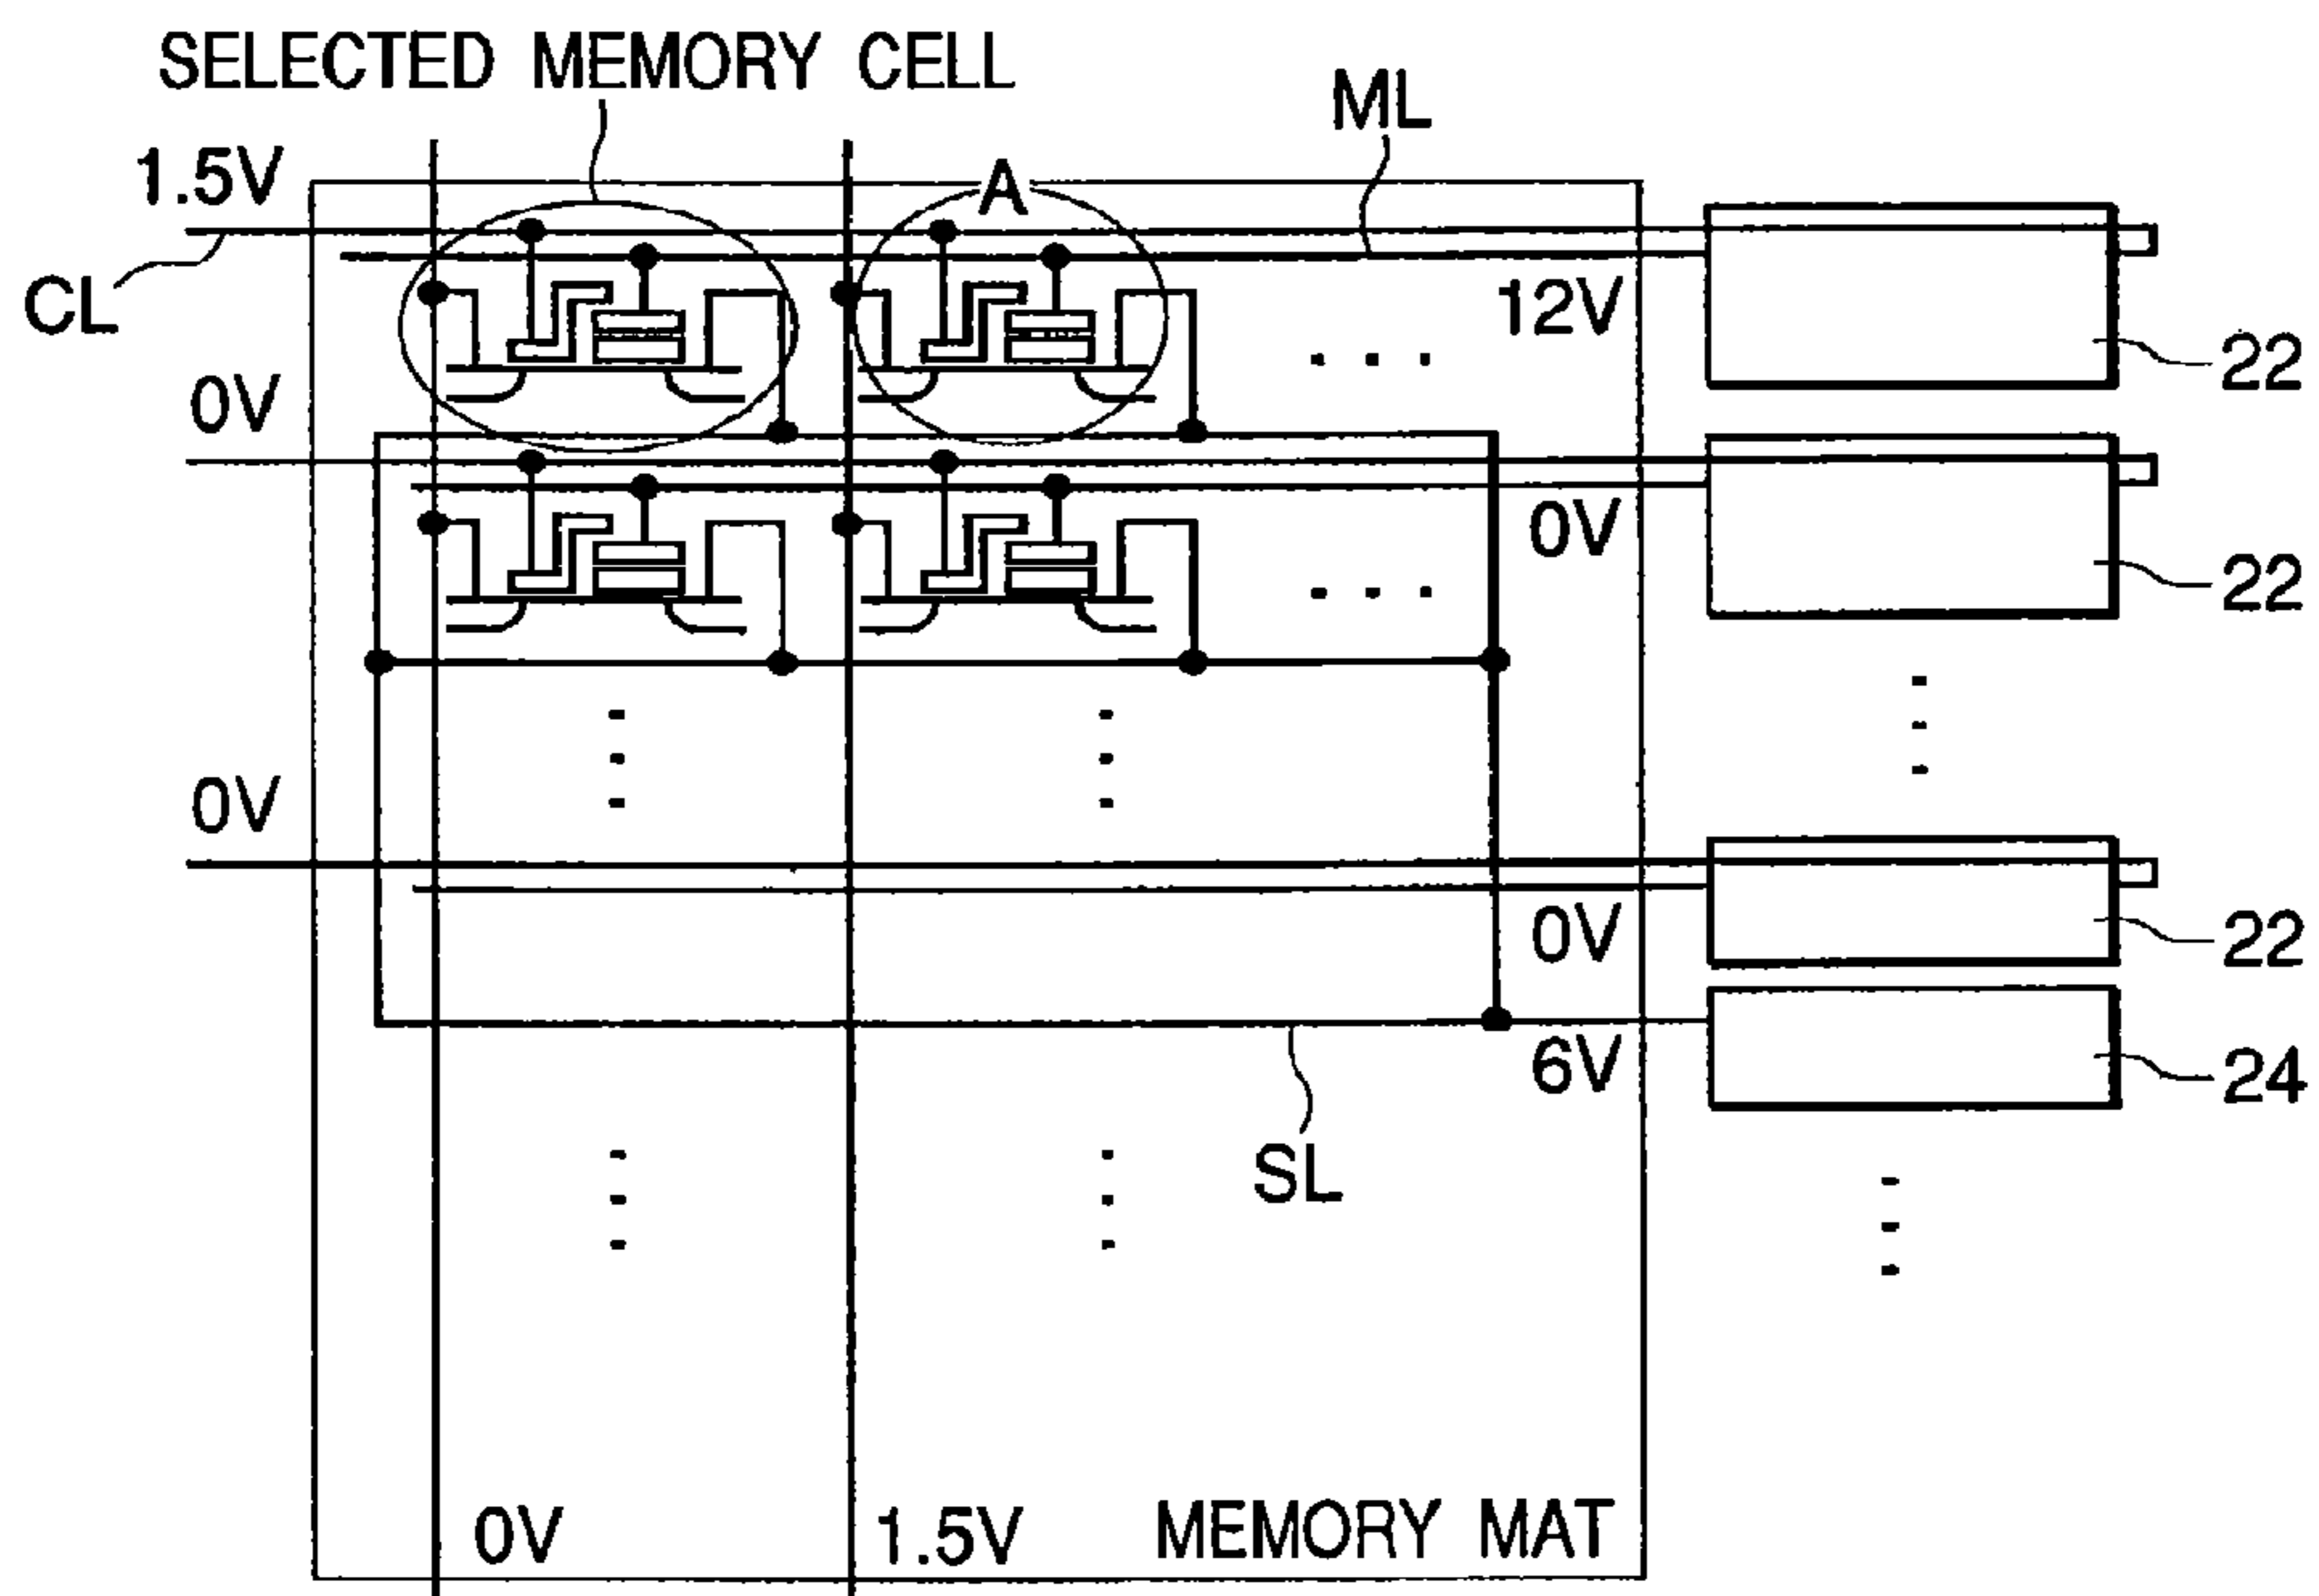 SELECTED MEMORY CELL
ML
1.5V
A
CL
12V
22
0V
0V
22
0V
0V
22
6V
24
SL
0V
1.5V
MEMORY MAT